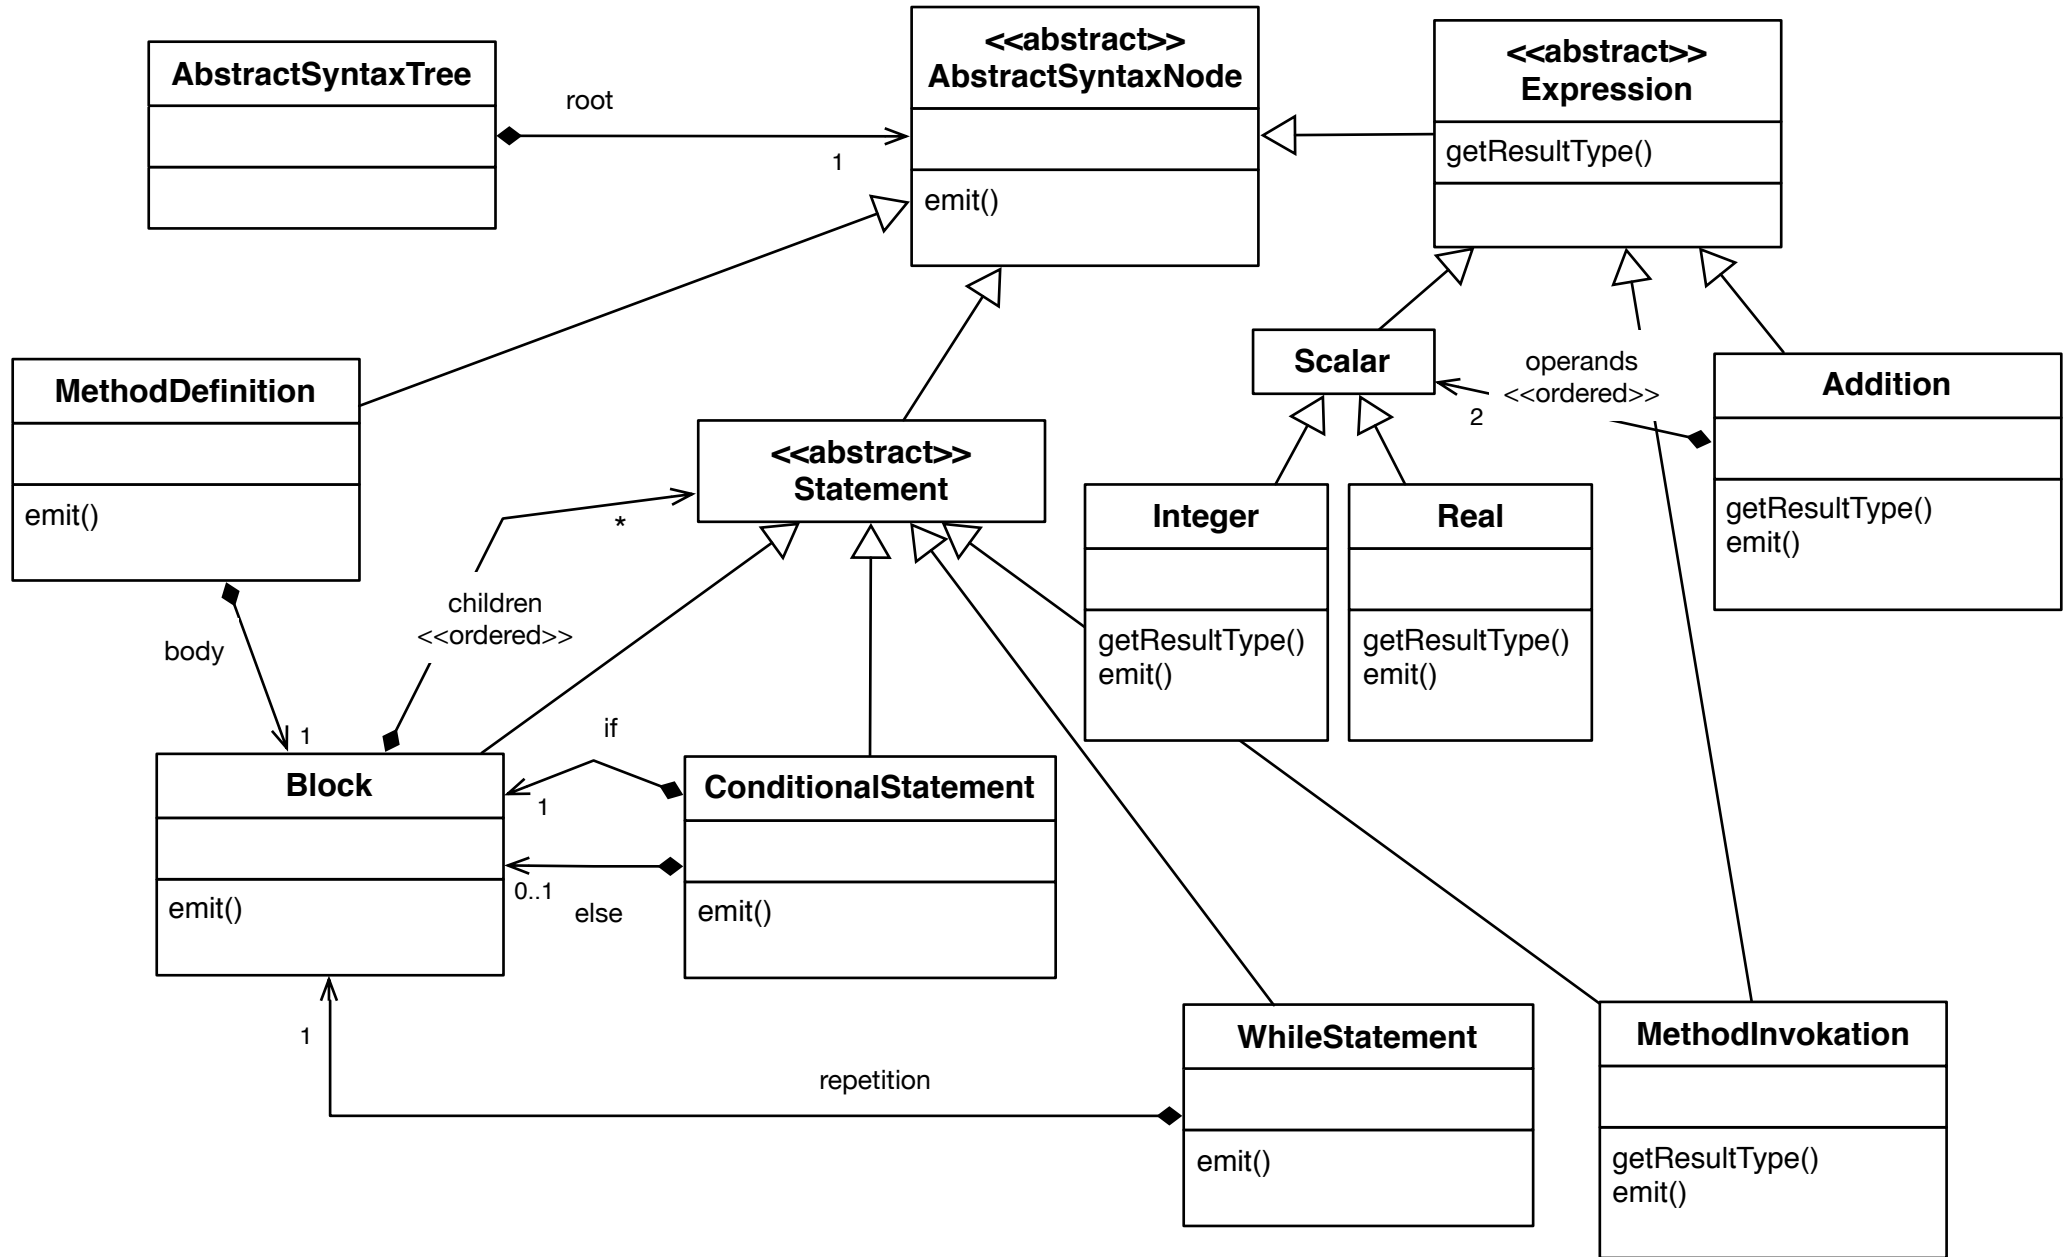 AbstractSyntaxTree
root
1
<<abstract>>
AbstractSyntaxNode
emit()
<<abstract>>
Expression
getResultType()
MethodDefinition
emit()
<<abstract>>
Statement
Scalar
operands
<<ordered>>
2
Addition
getResultType()
emit()
Integer
getResultType()
emit()
Real
getResultType()
emit()
*
children
<<ordered>>
body
1
if
1
Block
emit()
0..1
else
ConditionalStatement
emit()
1
repetition
WhileStatement
emit()
MethodInvokation
getResultType()
emit()